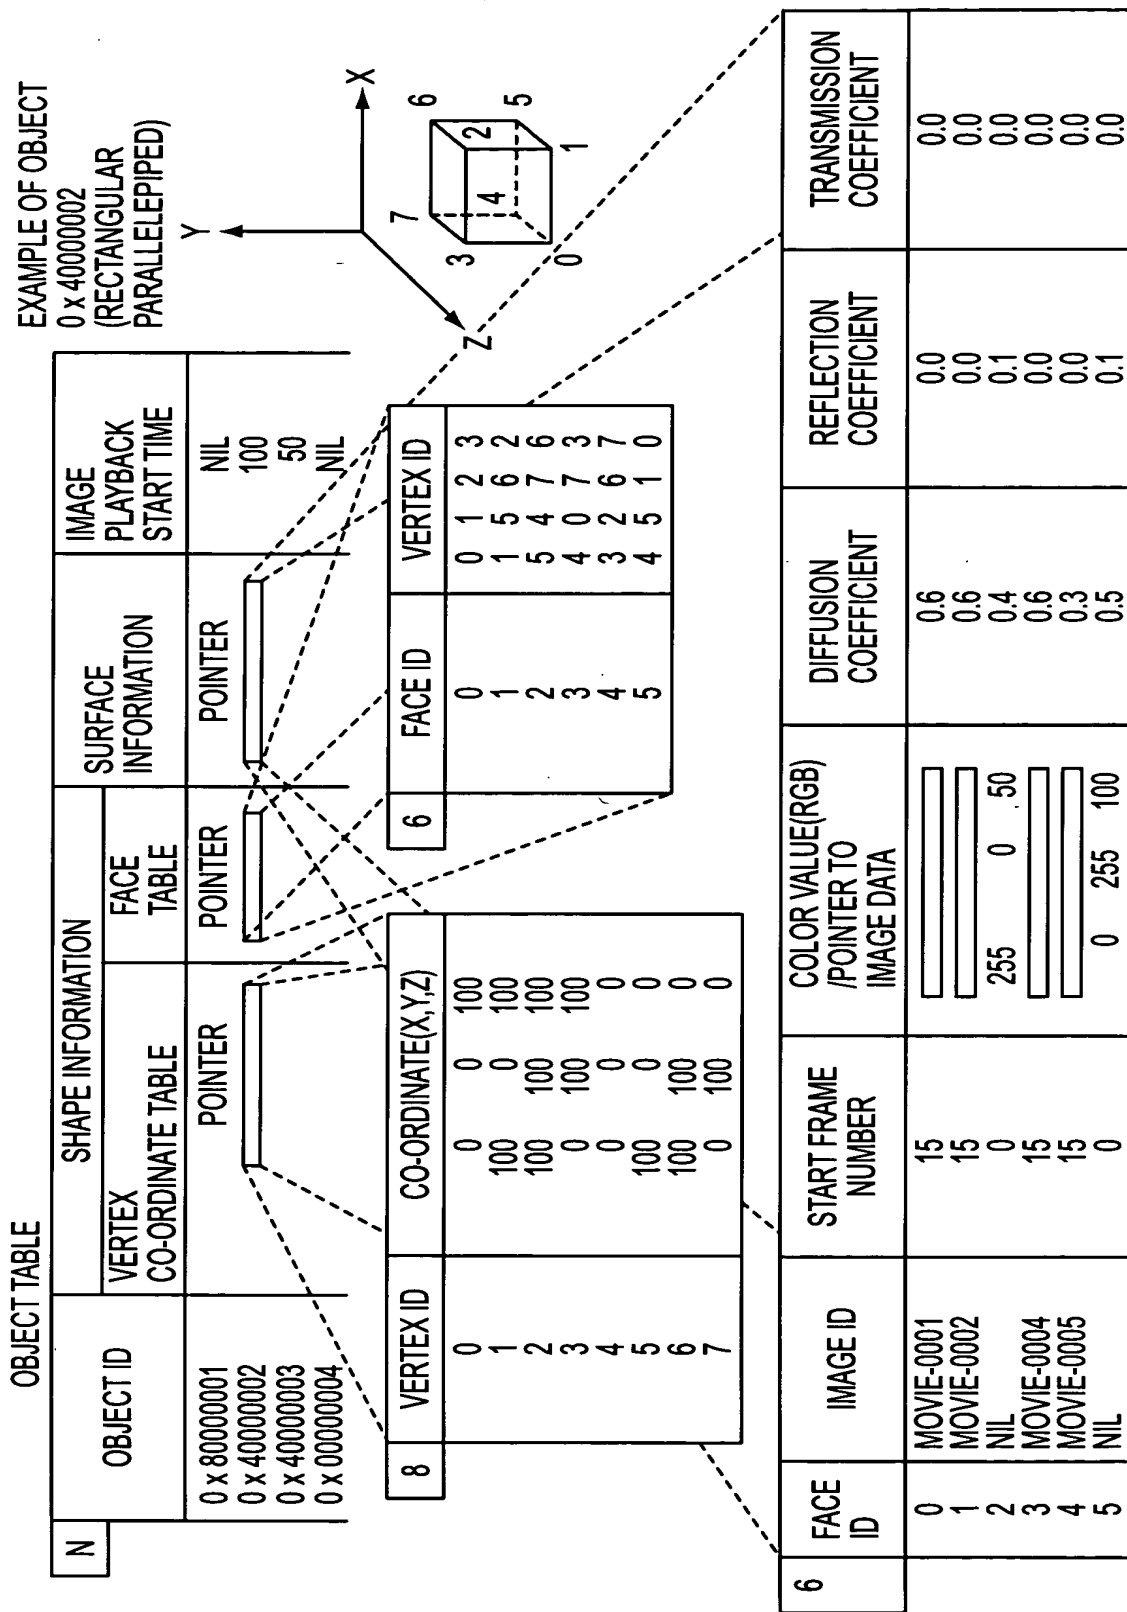 OBJECT TABLE
N
OBJECT ID
SHAPE INFORMATION
VERTEX
CO-ORDINATE TABLE
FACE
TABLE
SURFACE
INFORMATION
IMAGE
PLAYBACK
START TIME
0 x 80000001 POINTER POINTER POINTER NIL
0 x 40000002 100
0 x 40000003 50
0 x 00000004 NIL
EXAMPLE OF OBJECT
0 x 40000002
(RECTANGULAR
PARALLELEPIPED)
Y
X
Z
7
6
3
2
4
5
0
1
8
VERTEX ID CO-ORDINATE(X,Y,Z)
0 0 0 100
1 100 0 100
2 100 100 100
3 0 100 100
4 0 0 0
5 100 0 0
6 100 100 0
7 0 100 0
6
FACE ID VERTEX ID
0 0 1 2 3
1 1 5 6 2
2 5 4 7 6
3 4 0 7 3
4 3 2 6 7
5 4 5 1 0
6
FACE
ID
IMAGE ID
START FRAME
NUMBER
COLOR VALUE(RGB)
/POINTER TO
IMAGE DATA
DIFFUSION
COEFFICIENT
REFLECTION
COEFFICIENT
TRANSMISSION
COEFFICIENT
0 MOVIE-0001 15 0.6 0.0 0.0
1 MOVIE-0002 15 0.6 0.0 0.0
2 NIL 0 255 0 50 0.4 0.1 0.0
3 MOVIE-0004 15 0.6 0.0 0.0
4 MOVIE-0005 15 0.3 0.0 0.0
5 NIL 0 0 255 100 0.5 0.1 0.0